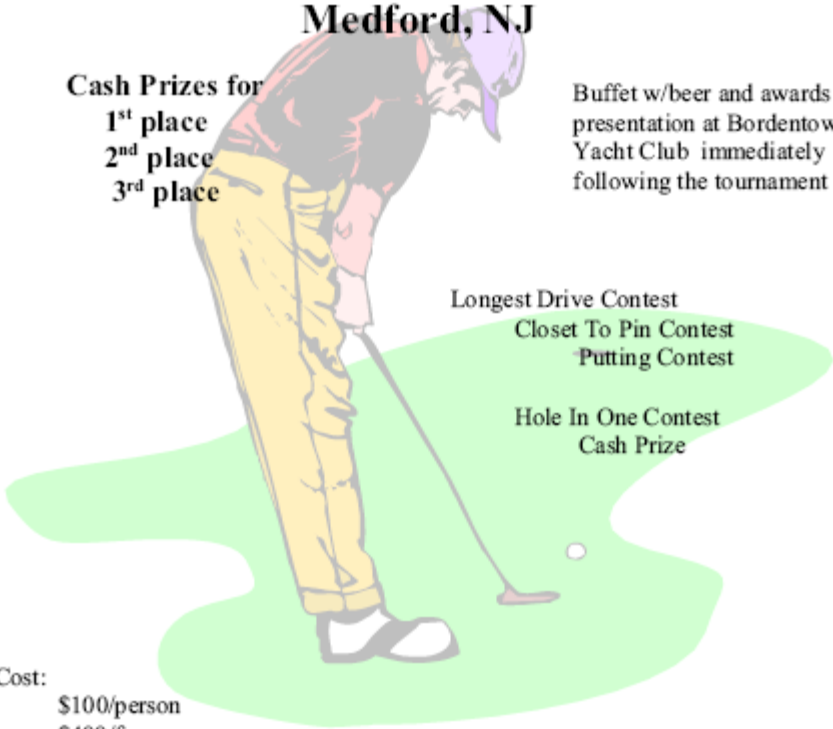 Medford, NJ
Cash Prizes for
1st place
2nd place
3rd place
Buffet w/beer and awards
presentation at Bordentow
Yacht Club immediately
following the tournament
Longest Drive Contest
Closet To Pin Contest
Putting Contest
Hole In One Contest
Cash Prize
Cost:
$100/person